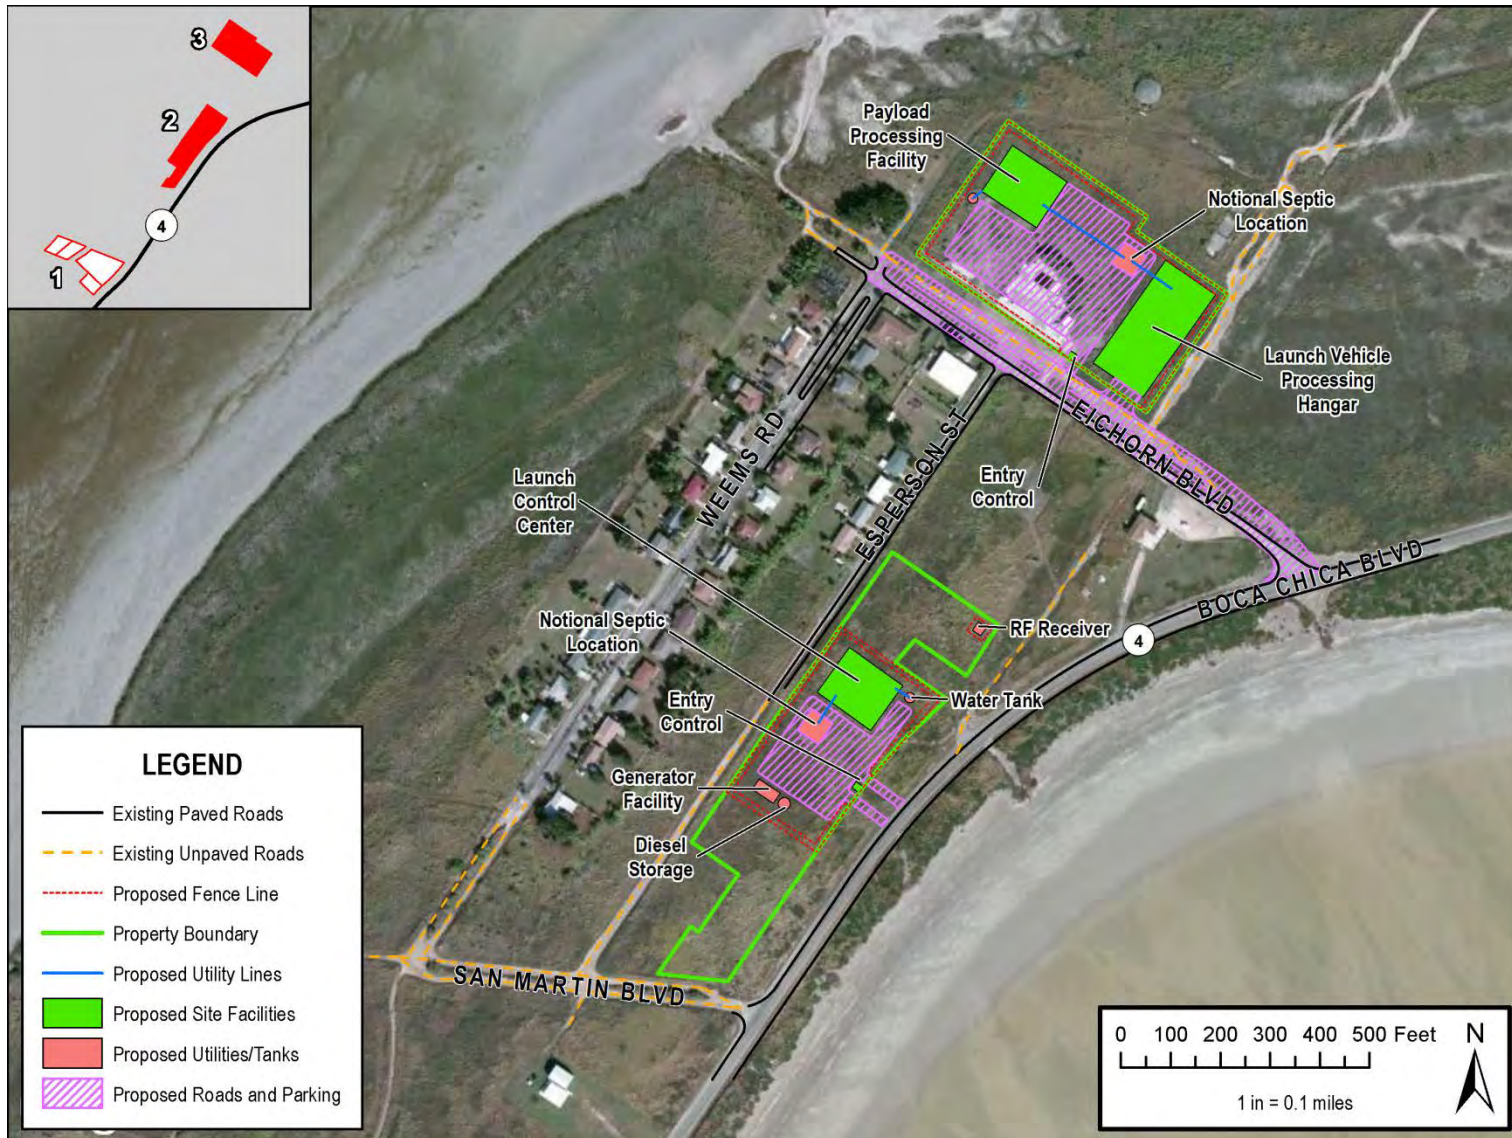 3
2
4
1
Payload
Processing
Facility
Notional Septic
Location
Launch Vehicle
Processing
Hangar
Entry
Control
EICHORN BLVD
WEEMS RD
ESPERSON ST
BOCA CHICA BLVD
4
Launch
Control
Center
Notional Septic
Location
RF Receiver
Water Tank
Entry
Control
Generator
Facility
Diesel
Storage
SAN MARTIN BLVD
LEGEND
Existing Paved Roads
Existing Unpaved Roads
Proposed Fence Line
Property Boundary
Proposed Utility Lines
Proposed Site Facilities
Proposed Utilities/Tanks
Proposed Roads and Parking
0 100 200 300 400 500 Feet
N
1 in = 0.1 miles